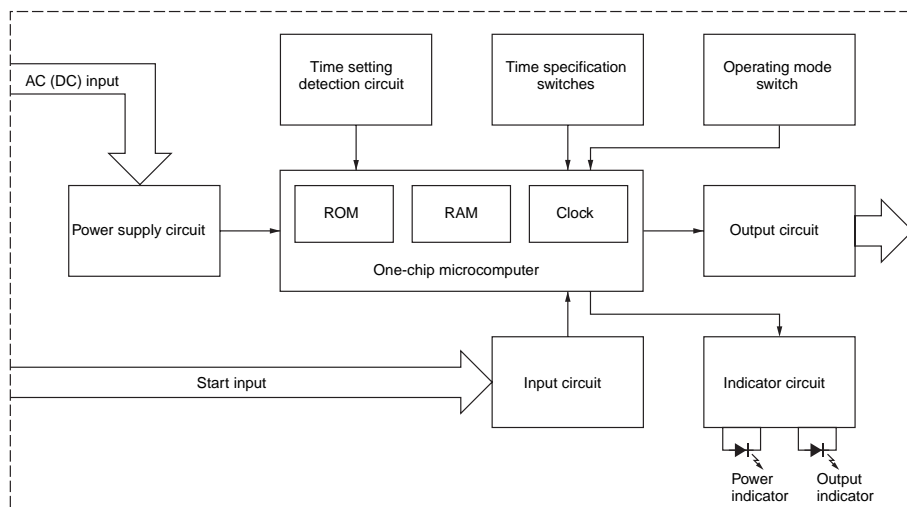 Time setting
detection circuit
Time specification
switches
Operating mode
switch
AC (DC) input
Power supply circuit
ROM
RAM
Clock
One-chip microcomputer
Output circuit
Start input
Input circuit
Indicator circuit
Power
indicator
Output
indicator